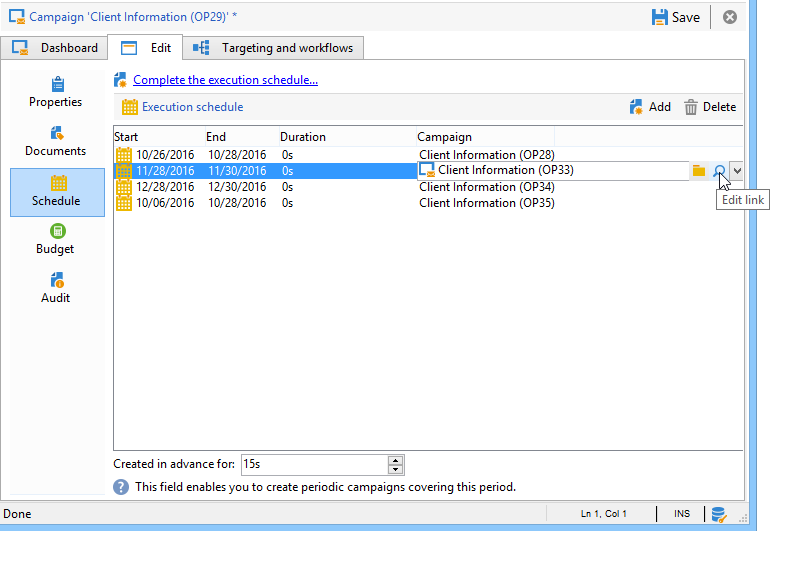 Campaign 'Client Information (OP29)' *
Save
Dashboard Edit Targeting and workflows
Properties
Documents
Schedule
Budget
Audit
Complete the execution schedule...
Execution schedule
Add Delete
Start End Duration Campaign
10/26/2016 10/28/2016 0s Client Information (OP28)
11/28/2016 11/30/2016 0s Client Information (OP33)
12/28/2016 12/30/2016 0s Client Information (OP34)
10/06/2016 10/28/2016 0s Client Information (OP35)
Edit link
Created in advance for: 15s
? This field enables you to create periodic campaigns covering this period.
Done Ln 1, Col 1 INS